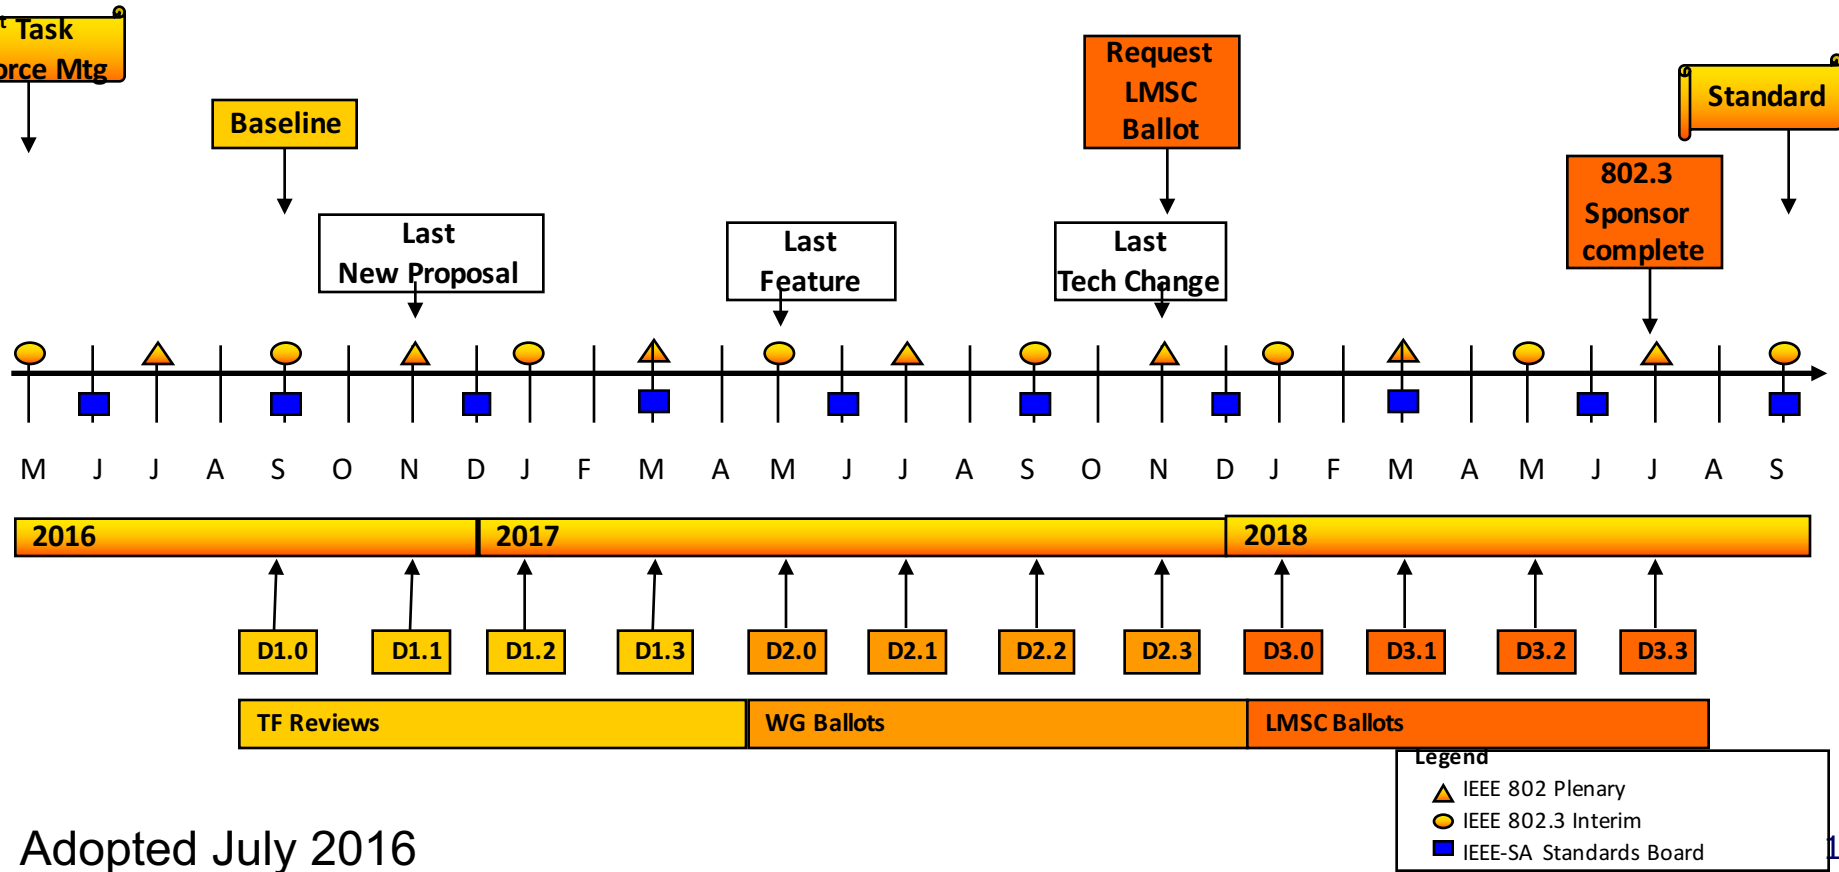 Task
Mtg
Baseline
Last
New Proposal
Last
Feature
Request
LMSC
Ballot
Last
Tech Change
802.3
Sponsor
complete
Standard
M J J A S O N D J F M A M J J A S O N D J F M A M J J A S
2016 2017 2018
D1.0 D1.1 D1.2 D1.3 D2.0 D2.1 D2.2 D2.3 D3.0 D3.1 D3.2 D3.3
TF Reviews WG Ballots LMSC Ballots
Legend
IEEE 802 Plenary
IEEE 802.3 Interim
IEEE-SA Standards Board
Adopted July 2016